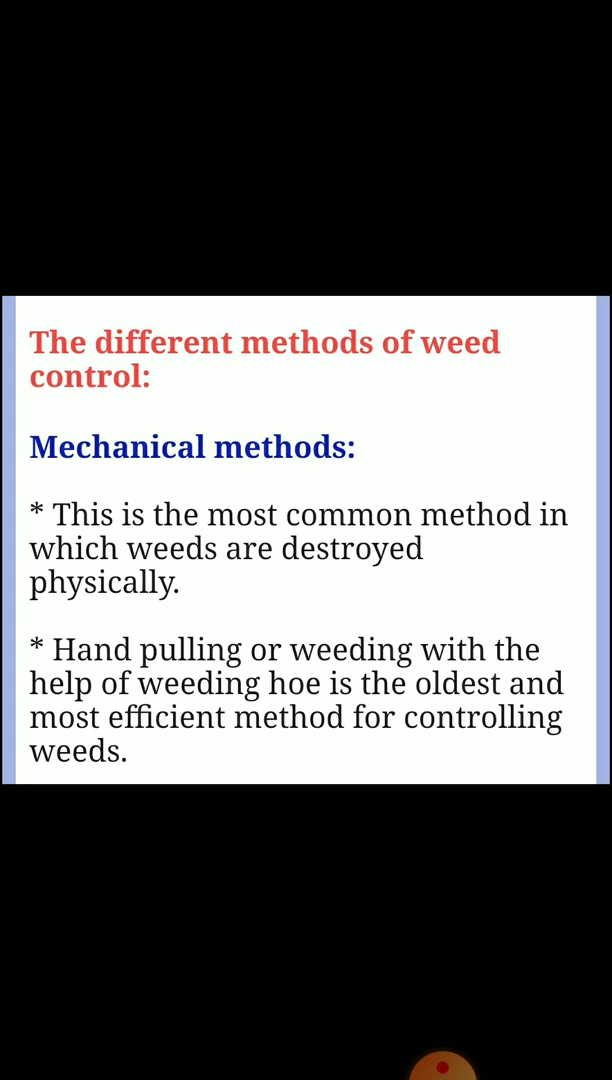 The different methods of weed
control:
Mechanical methods:
* This is the most common method in
which weeds are destroyed
physically.
* Hand pulling or weeding with the
help of weeding hoe is the oldest and
most efficient method for controlling
weeds.